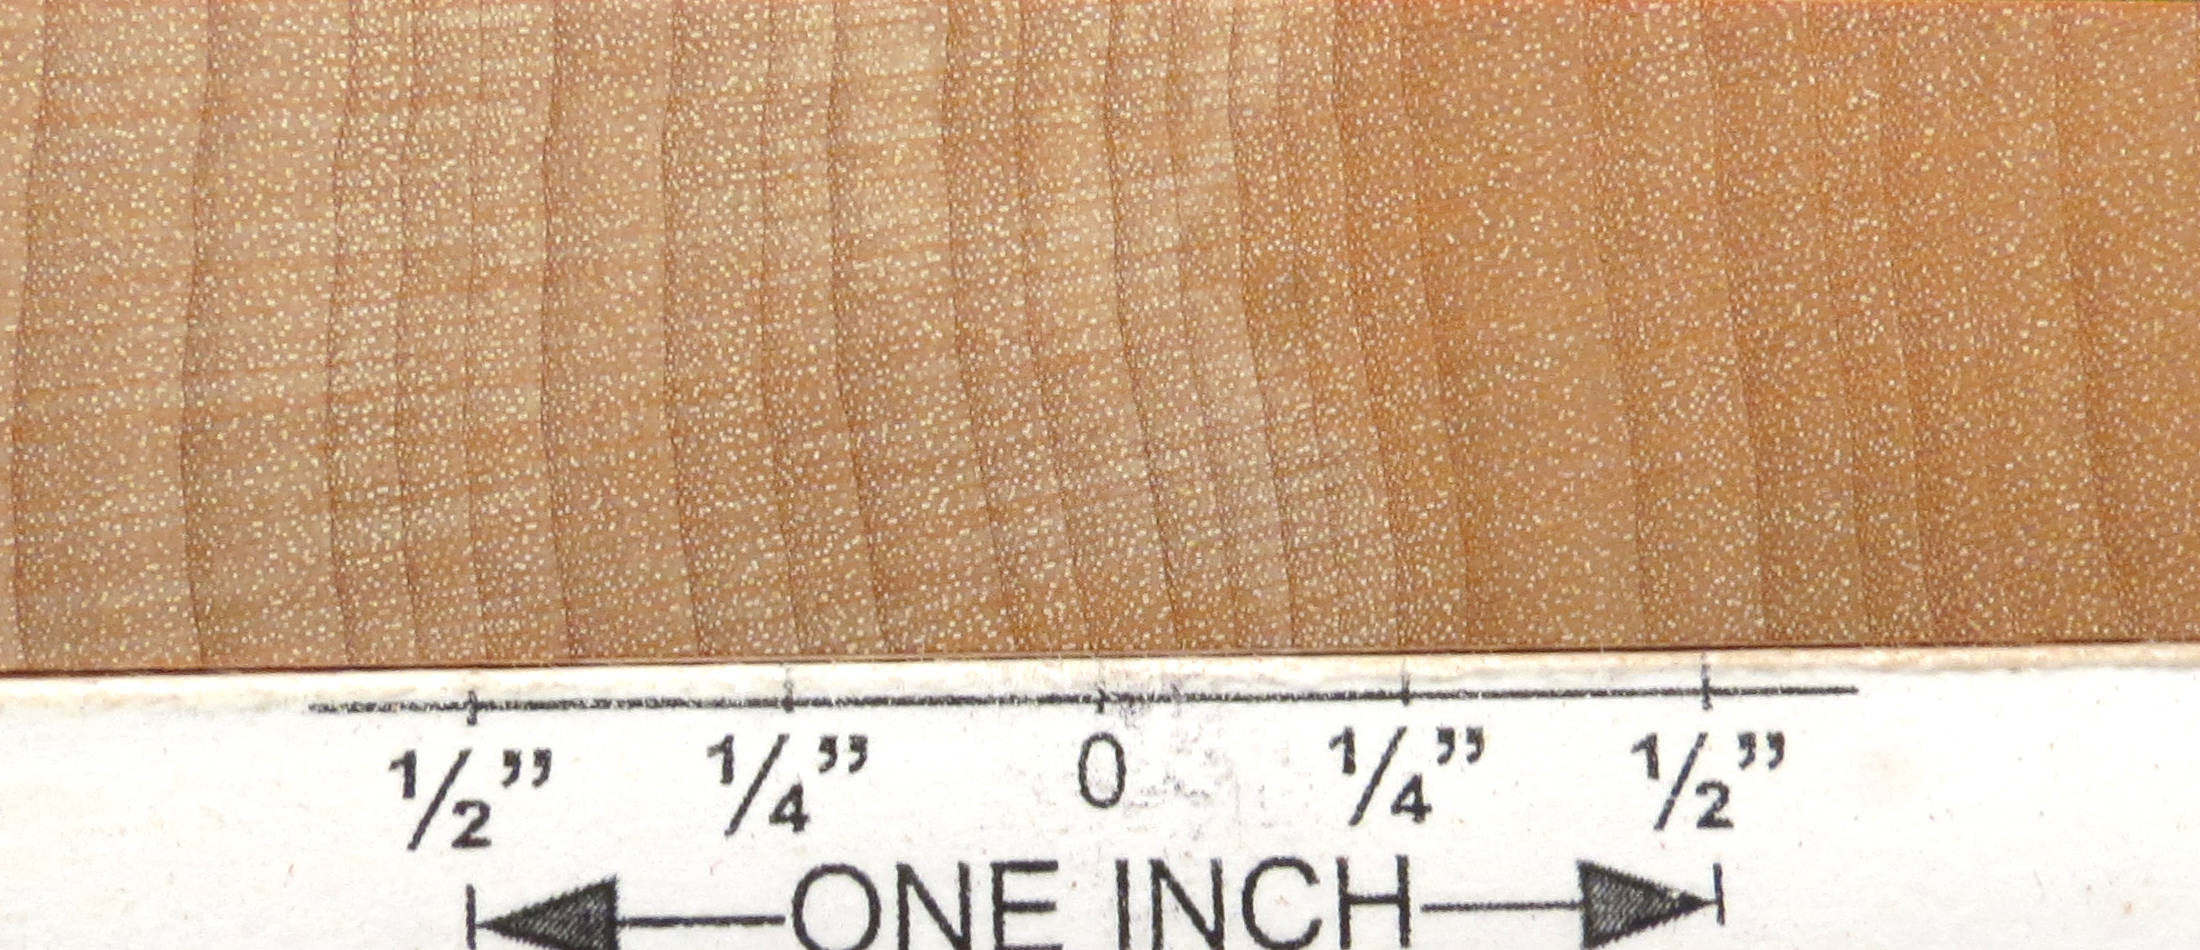 1/2” 1/4” 0 1/4” 1/2”
ONE INCH